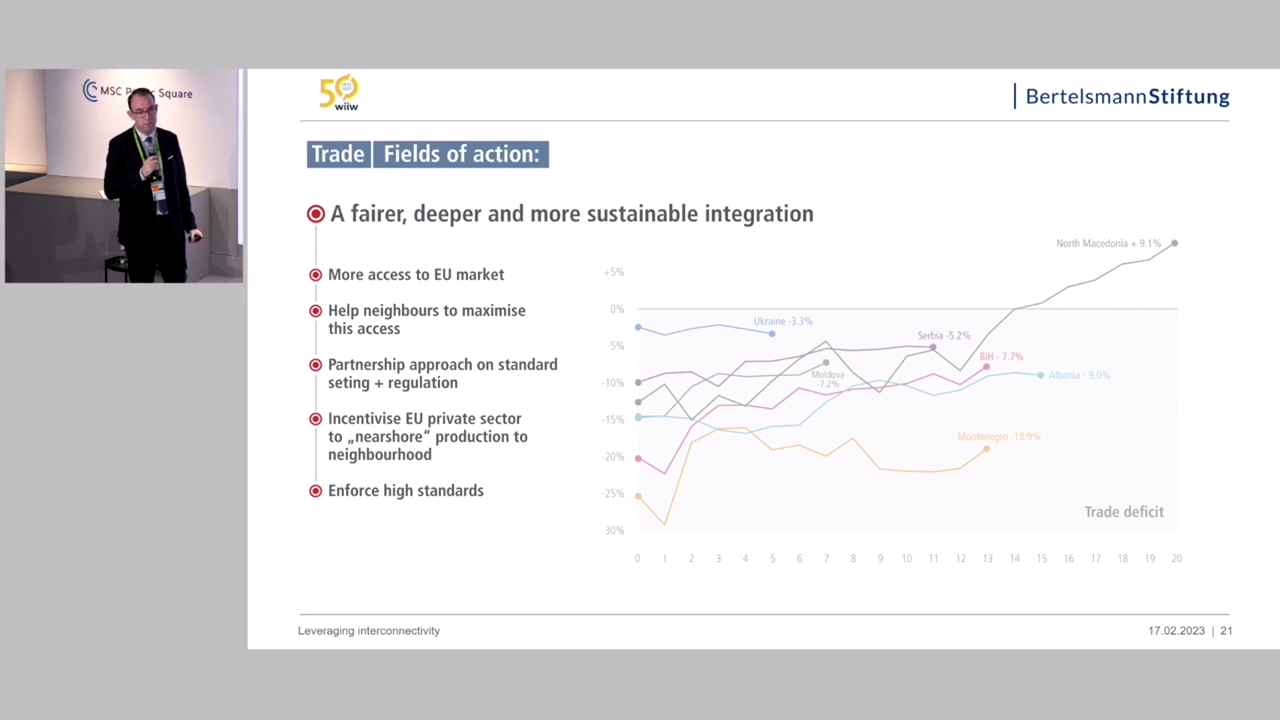 MSC P Square
50
wiiw
BertelsmannStiftung
Trade | Fields of action:
A fairer, deeper and more sustainable integration
More access to EU market
Help neighbours to maximise
this access
Partnership approach on standard
seting + regulation
Incentivise EU private sector
to „nearshore“ production to
neighbourhood
Enforce high standards
North Macedonia + 9.1%
+5%
0%
Ukraine -3.3%
Serbia -5.2%
-5%
BiH - 7.7%
Moldova
-7.2%
Albania - 9.0%
-10%
-15%
Montenegro -18.9%
-20%
-25%
Trade deficit
-30%
0 1 2 3 4 5 6 7 8 9 10 11 12 13 14 15 16 17 18 19 20
Leveraging interconnectivity
17.02.2023 | 21